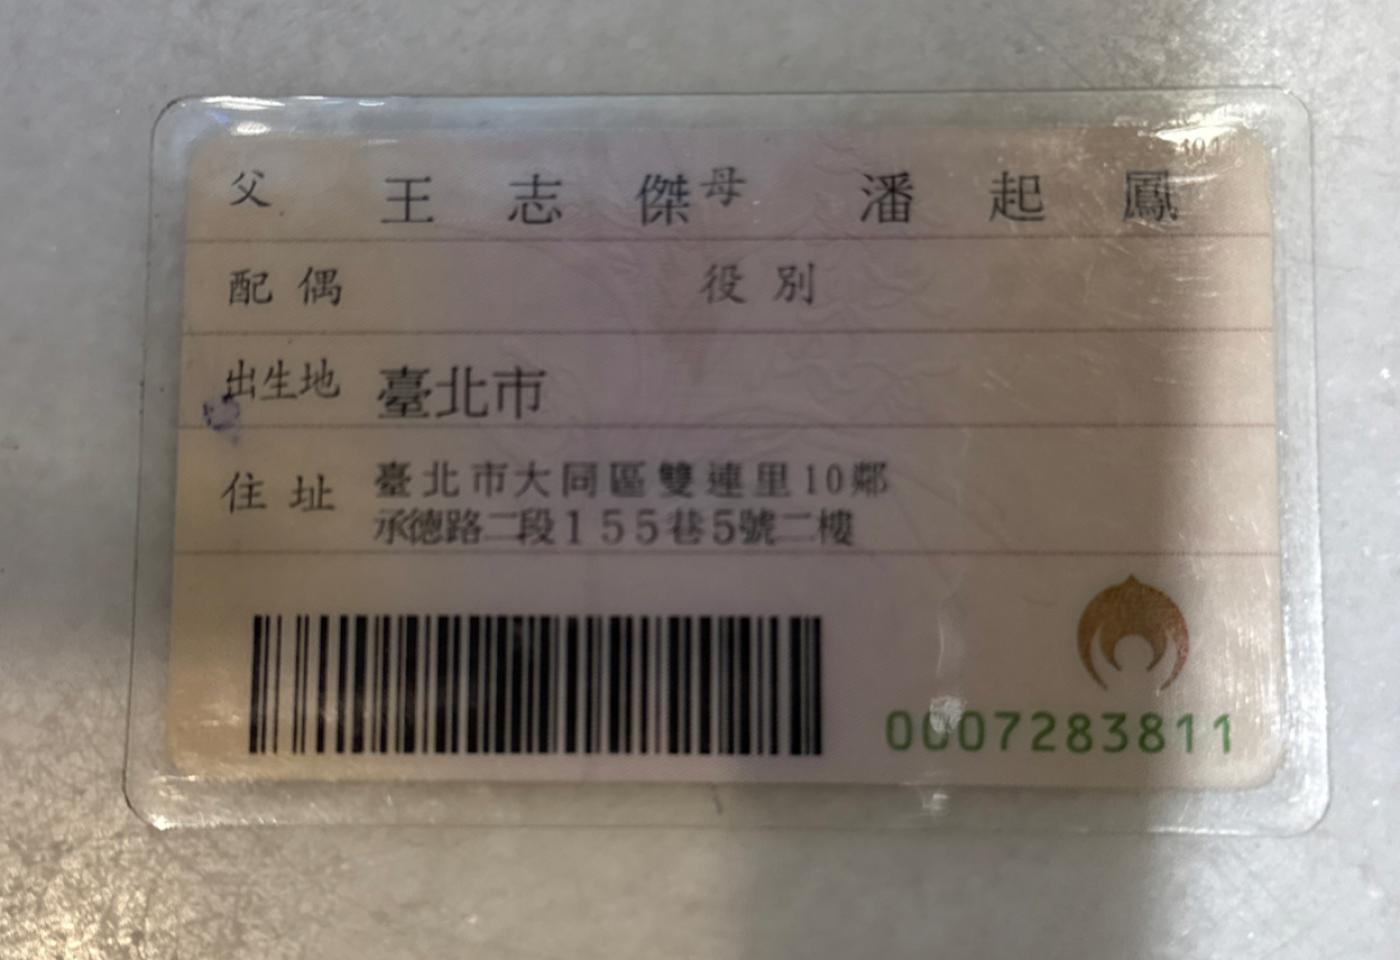 父 王志傑 母 潘起鳳
配偶 役別
出生地 臺北市
住址 臺北市大同區雙連里10鄰
承德路二段155巷5號二樓
0007283811